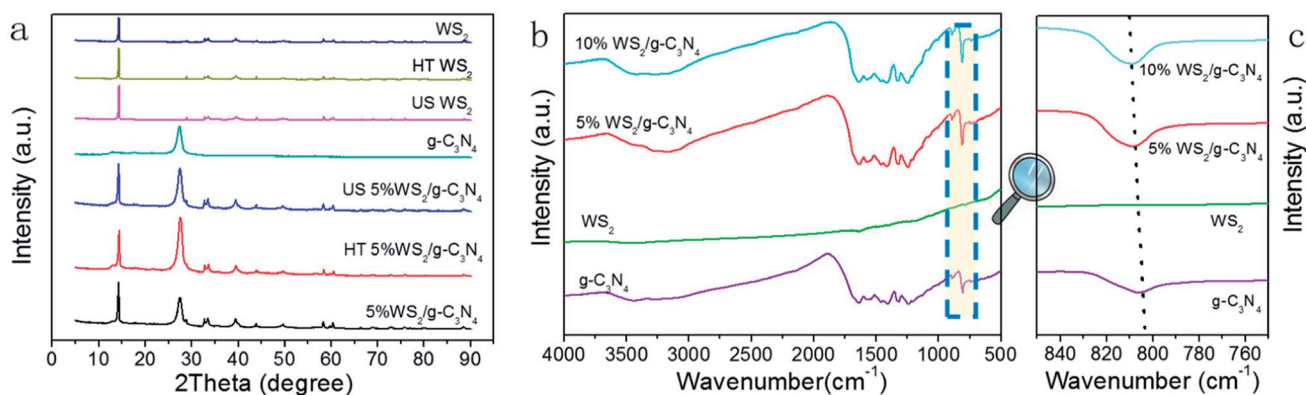 a
Intensity (a.u.)
WS₂
HT WS₂
US WS₂
g-C₃N₄
US 5%WS₂/g-C₃N₄
HT 5%WS₂/g-C₃N₄
5%WS₂/g-C₃N₄
0 10 20 30 40 50 60 70 80 90
2Theta (degree)
b
Intensity (a.u.)
10% WS₂/g-C₃N₄
5% WS₂/g-C₃N₄
WS₂
g-C₃N₄
4000 3500 3000 2500 2000 1500 1000 500
Wavenumber(cm⁻¹)
c
Intensity (a.u.)
10% WS₂/g-C₃N₄
5% WS₂/g-C₃N₄
WS₂
g-C₃N₄
840 820 800 780 760
Wavenumber (cm⁻¹)